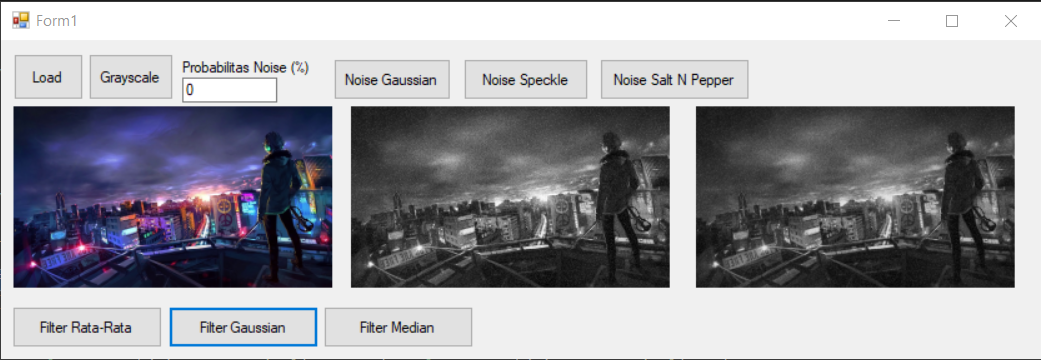 Form1
Load
Grayscale
Probabilitas Noise (%)
0
Noise Gaussian
Noise Speckle
Noise Salt N Pepper
Filter Rata-Rata
Filter Gaussian
Filter Median